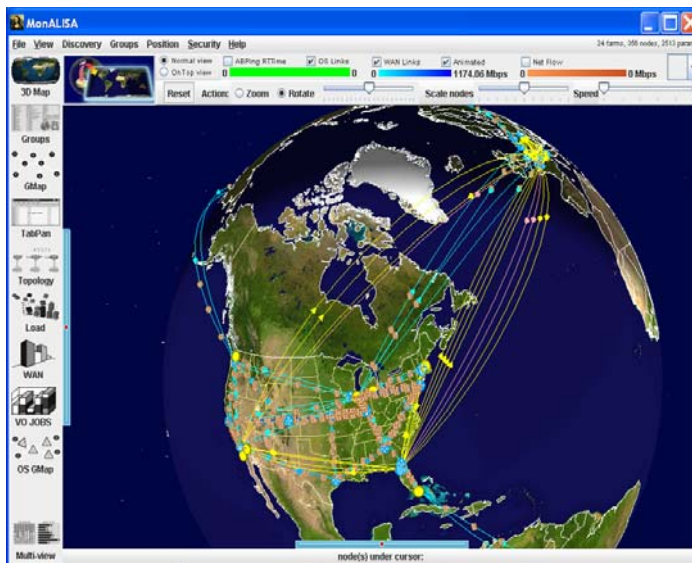 MonALISA
File View Discovery Groups Position Security Help
24 farms, 356 nodes, 2513 param
Normal view ABPing RTTime OS Links WAN Links Animated Net Flow
OnTop view 0 0 0 1174.06 Mbps 0 0 Mbps
Reset Action: Zoom Rotate Scale nodes Speed
3D Map
Groups
GMap
TabPan
Topology
Load
WAN
VO JOBS
OS GMap
Multi-view
node(s) under cursor: